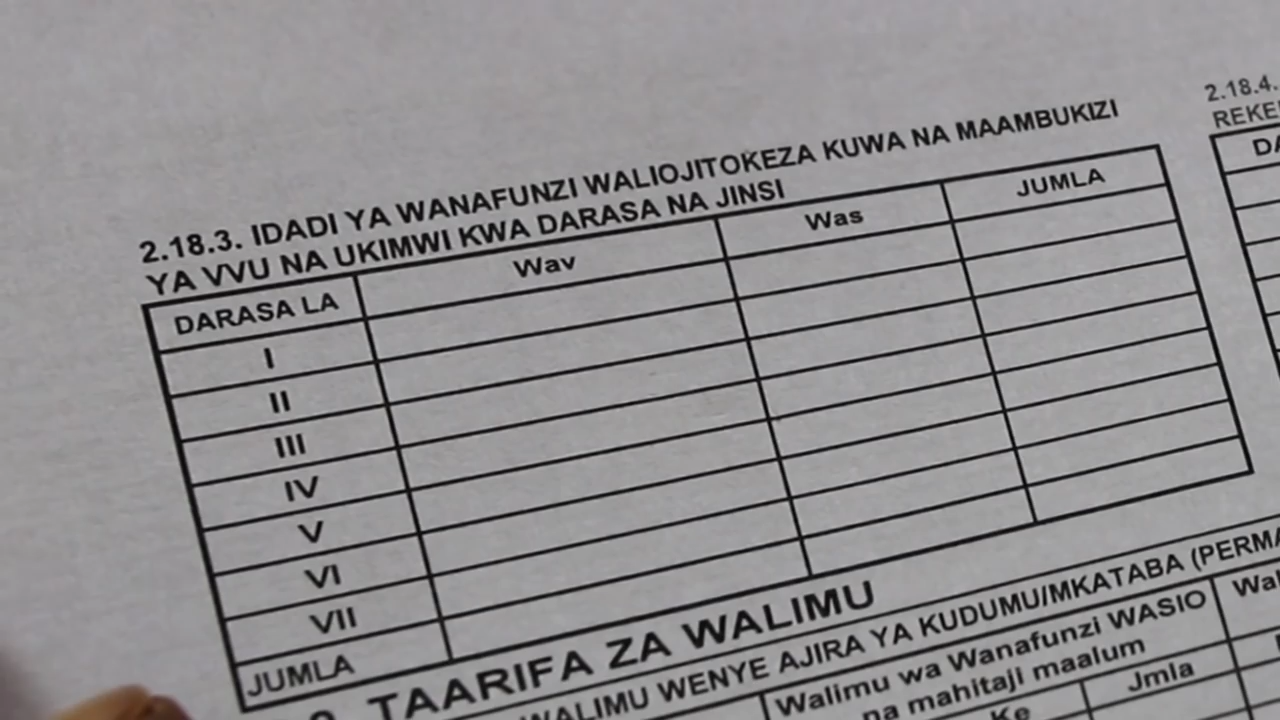 2.18.3. IDADI YA WANAFUNZI WALIOJITOKEZA KUWA NA MAAMBUKIZI
YA VVU NA UKIMWI KWA DARASA NA JINSI
DARASA LA Wav Was JUMLA
I
II
III
IV
V
VI
VII
JUMLA
2.18.4.
TAARIFA ZA WALIMU
WALIMU WENYE AJIRA YA KUDUMU/MKATABA
Walimu wa Wanafunzi WASIO
na mahitaji maalum
Ke Jmla